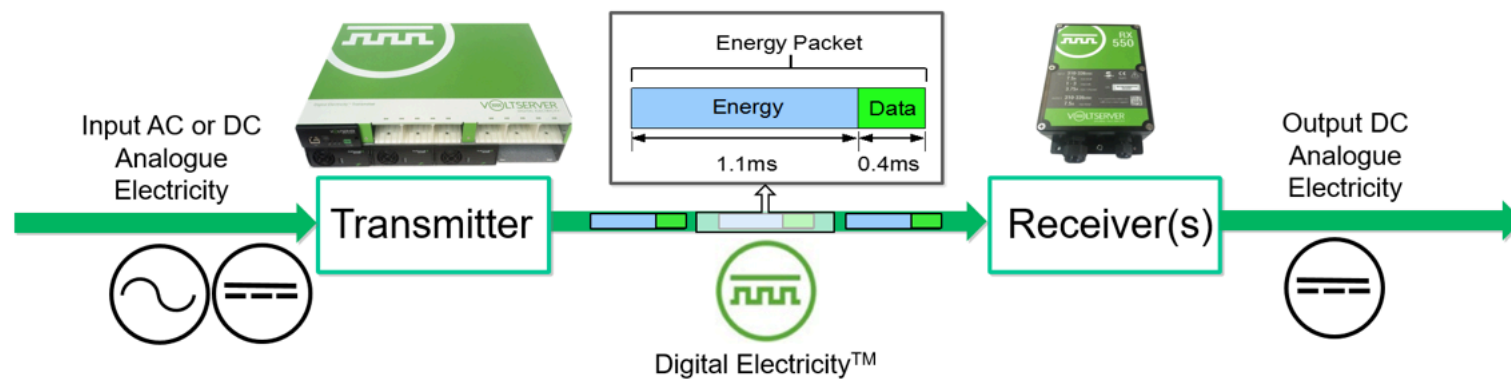 Energy Packet
Energy
Data
1.1ms
0.4ms
VOLTSERVER
RX
550
VOLTSERVER
Input AC or DC
Analogue
Electricity
Transmitter
Receiver(s)
Output DC
Analogue
Electricity
Digital Electricity™